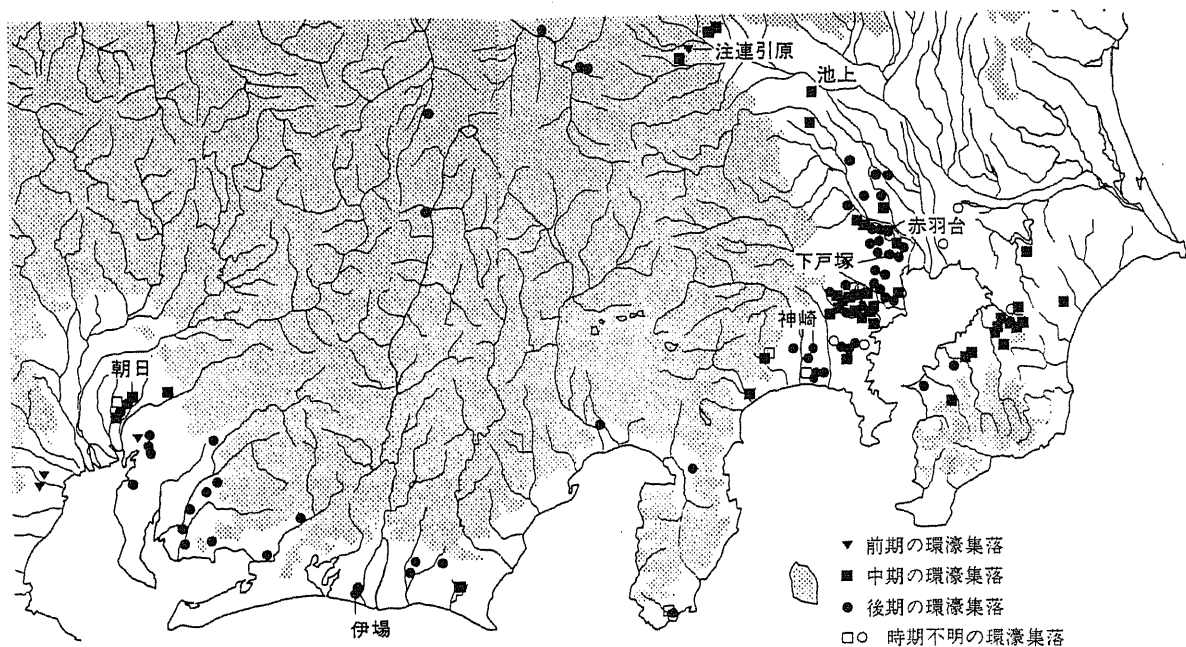 注連引原
池上
赤羽台
下戸塚
神崎
朝日
伊場
▼ 前期の環濠集落
■ 中期の環濠集落
● 後期の環濠集落
□○ 時期不明の環濠集落